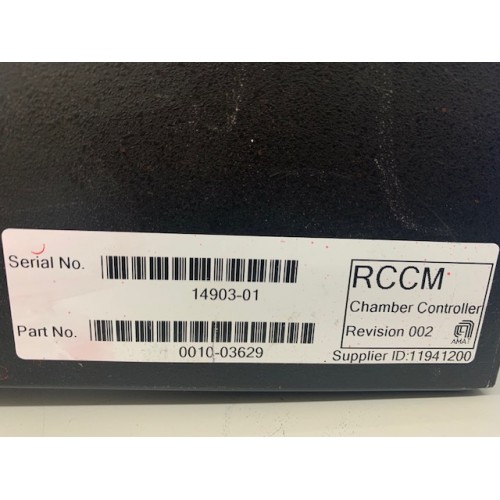 Serial No.
14903-01
Part No.
0010-03629
RCCM
Chamber Controller
Revision 002
AMAT
Supplier ID:11941200